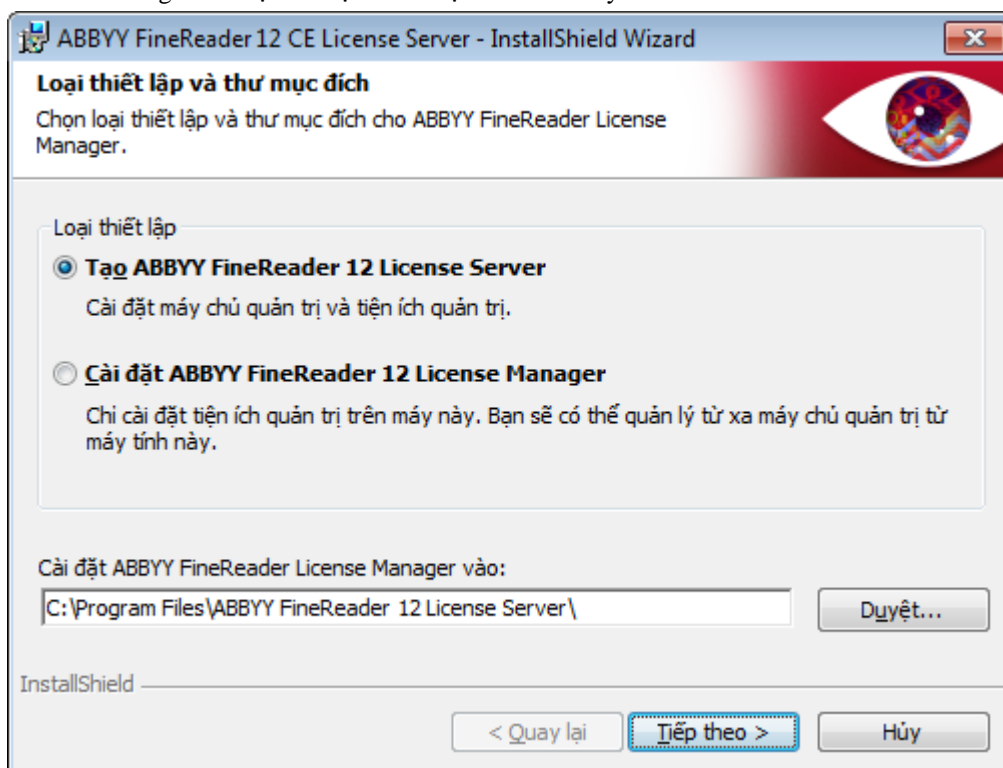 ABBYY FineReader 12 CE License Server - InstallShield Wizard
Loại thiết lập và thư mục đích
Chọn loại thiết lập và thư mục đích cho ABBYY FineReader License
Manager.
Loại thiết lập
Tạo ABBYY FineReader 12 License Server
Cài đặt máy chủ quản trị và tiện ích quản trị.
Cài đặt ABBYY FineReader 12 License Manager
Chỉ cài đặt tiện ích quản trị trên máy này. Bạn sẽ có thể quản lý từ xa máy chủ quản trị từ
máy tính này.
Cài đặt ABBYY FineReader License Manager vào:
C:\Program Files\ABBYY FineReader 12 License Server\
Duyệt...
InstallShield
< Quay lại
Tiếp theo >
Hủy